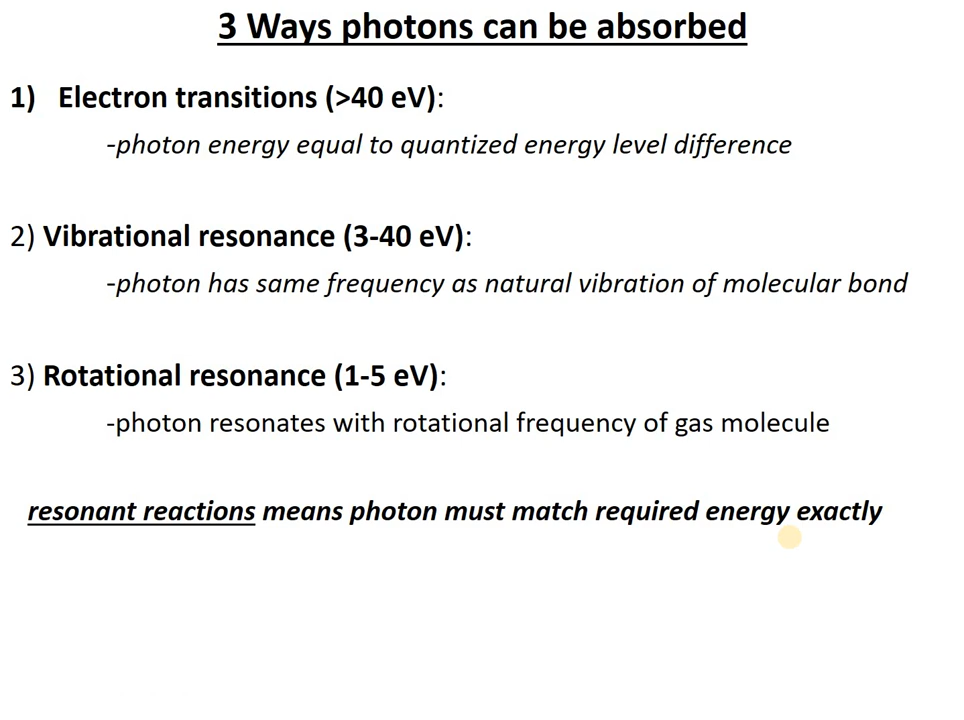 3 Ways photons can be absorbed
1) Electron transitions (>40 eV):
-photon energy equal to quantized energy level difference
2) Vibrational resonance (3-40 eV):
-photon has same frequency as natural vibration of molecular bond
3) Rotational resonance (1-5 eV):
-photon resonates with rotational frequency of gas molecule
resonant reactions means photon must match required energy exactly